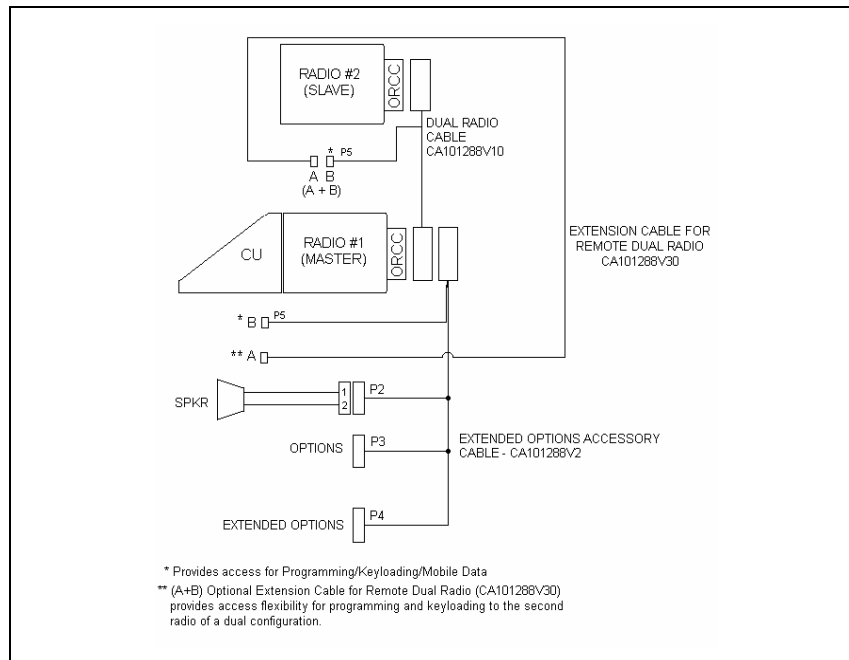 RADIO #2
(SLAVE)
ORCC
DUAL RADIO
CABLE
CA101288V10
* P5
A B
(A + B)
CU
RADIO #1
(MASTER)
ORCC
EXTENSION CABLE FOR
REMOTE DUAL RADIO
CA101288V30
* B P5
** A
SPKR
1
2
P2
OPTIONS
P3
EXTENDED OPTIONS ACCESSORY
CABLE - CA101288V2
EXTENDED OPTIONS
P4
* Provides access for Programming/Keyloading/Mobile Data
** (A+B) Optional Extension Cable for Remote Dual Radio (CA101288V30)
provides access flexibility for programming and keyloading to the second
radio of a dual configuration.